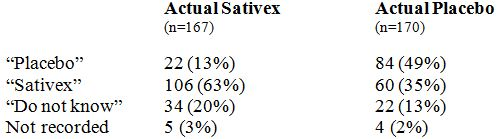 Actual Sativex Actual Placebo
(n=167) (n=170)
“Placebo” 22 (13%) 84 (49%)
“Sativex” 106 (63%) 60 (35%)
“Do not know” 34 (20%) 22 (13%)
Not recorded 5 (3%) 4 (2%)